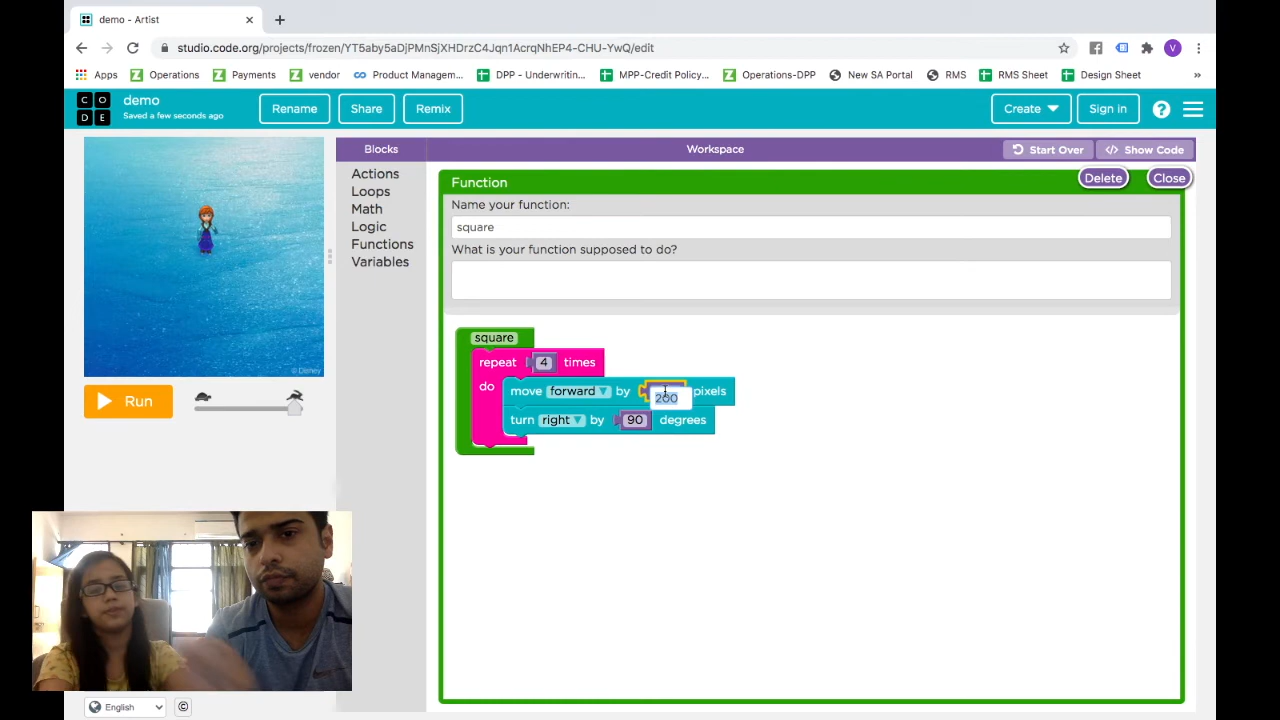 demo - Artist
studio.code.org/projects/frozen/YT5aby5aDjPMnSjXHDrzC4Jqn1AcrqNhEP4-CHU-YwQ/edit
V
Apps Operations Payments vendor Product Managem... DPP - Underwritin... MPP-Credit Policy... Operations-DPP New SA Portal RMS RMS Sheet Design Sheet »
CODE
demo
Saved a few seconds ago
Rename Share Remix Create Sign in ?
Blocks Workspace Start Over </> Show Code
Actions
Loops
Math
Logic
Functions
Variables
Function Delete Close
Name your function:
square
What is your function supposed to do?
square
repeat 4 times
do move forward by 200 pixels
turn right by 90 degrees
© Disney
Run
English ©